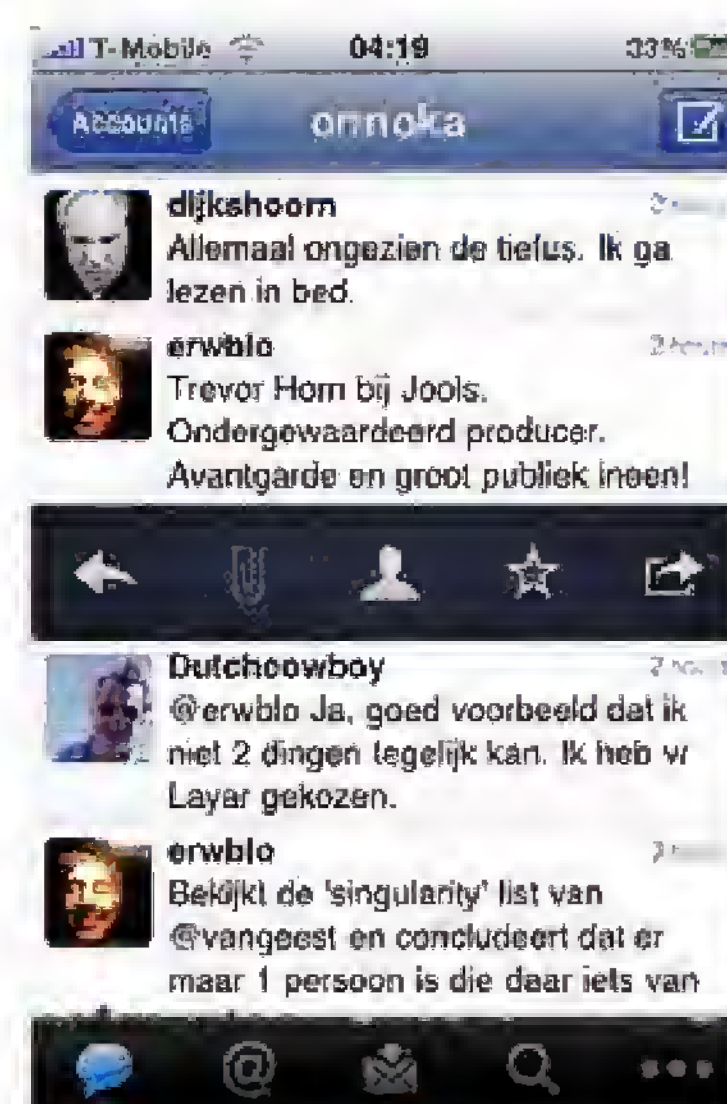 T-Mobile 04:19 33%
Accounts onnoka
dijkshoorn
Allemaal ongezien de tiefus. Ik ga
lezen in bed.
erwblo 2 hours
Trevor Horn bij Jools.
Ondergewaardeerd producer.
Avantgarde en groot publiek ineen!
Dutchcowboy
@erwblo Ja, goed voorbeeld dat ik
niet 2 dingen tegelijk kan. Ik heb w
Layar gekozen.
erwblo
Bekijkt de 'singularity' list van
@vangeest en concludeert dat er
maar 1 persoon is die daar iets van